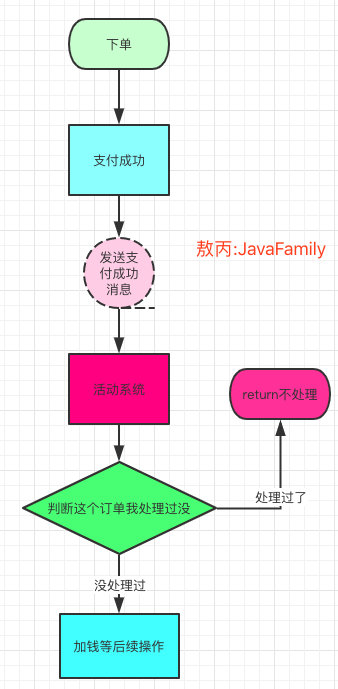 下单
支付成功
发送支
付成功
消息
敖丙:JavaFamily
活动系统
return不处理
处理过了
判断这个订单我处理过没
没处理过
加钱等后续操作